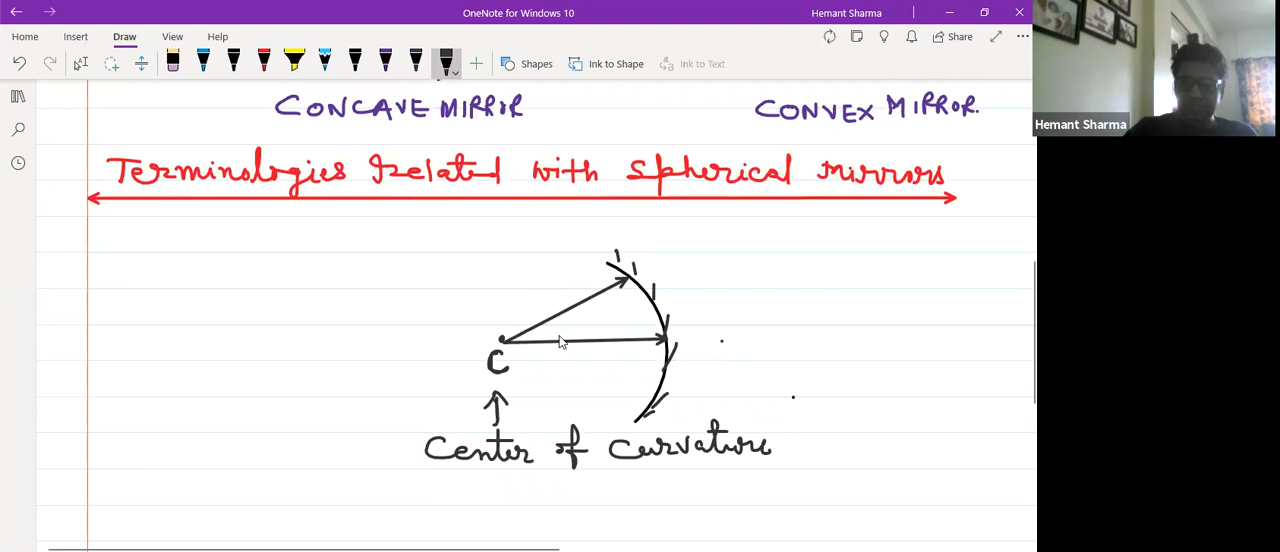 OneNote for Windows 10
Hemant Sharma
Home Insert Draw View Help
Share
Shapes Ink to Shape Ink to Text
CONCAVE MIRROR CONVEX MIRROR.
Hemant Sharma
Terminologies Related with Spherical mirrors
C
Center of Curvature